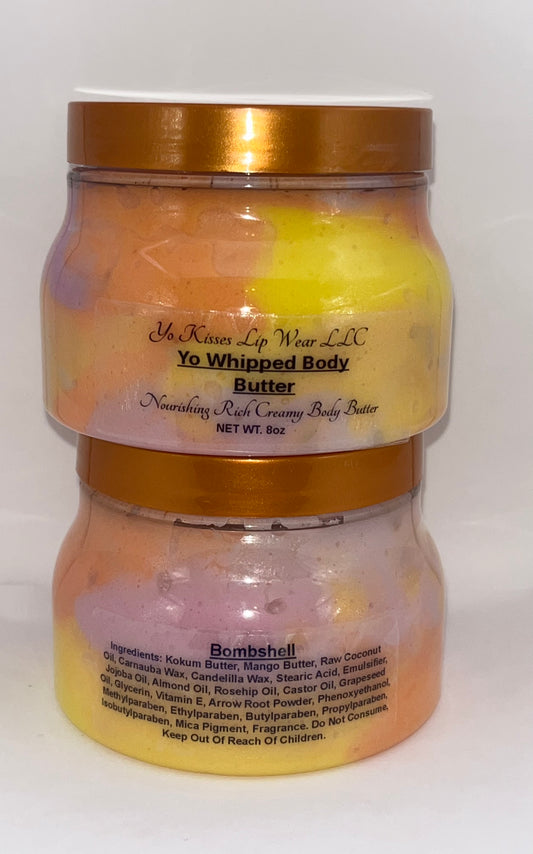 Yo Kisses Lip Wear LLC
Yo Whipped Body
Butter
Nourishing Rich Creamy Body Butter
NET WT. 8oz
Bombshell
Ingredients: Kokum Butter, Mango Butter, Raw Coconut
Oil, Carnauba Wax, Candelilla Wax, Stearic Acid, Emulsifier,
Jojoba Oil, Almond Oil, Rosehip Oil, Castor Oil, Grapeseed
Oil, Glycerin, Vitamin E, Arrow Root Powder, Phenoxyethanol,
Methylparaben, Ethylparaben, Butylparaben, Propylparaben,
Isobutylparaben, Mica Pigment, Fragrance. Do Not Consume,
Keep Out Of Reach Of Children.